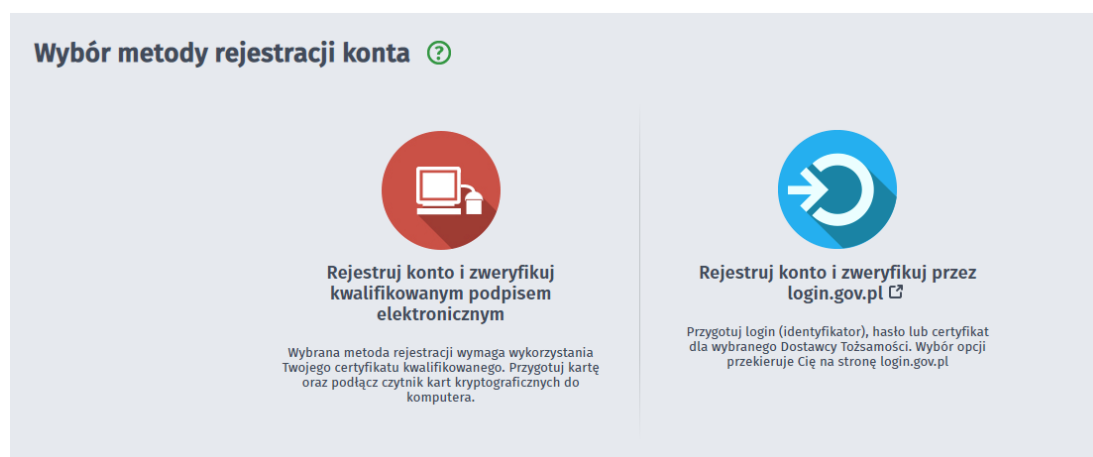 Wybór metody rejestracji konta
Rejestruj konto i zweryfikuj
kwalifikowanym podpisem
elektronicznym
Wybrana metoda rejestracji wymaga wykorzystania
Twojego certyfikatu kwalifikowanego. Przygotuj kartę
oraz podłącz czytnik kart kryptograficznych do
komputera.
Rejestruj konto i zweryfikuj przez
login.gov.pl
Przygotuj login (identyfikator), hasło lub certyfikat
dla wybranego Dostawcy Tożsamości. Wybór opcji
przekieruje Cię na stronę login.gov.pl